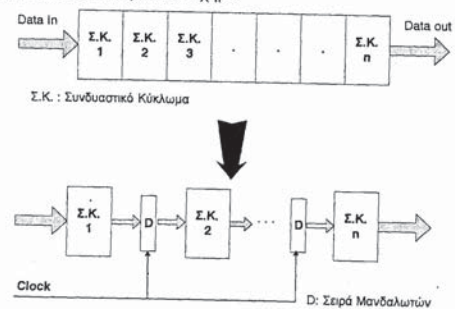 Data In
Data out
Σ.Κ. 1
Σ.Κ. 2
Σ.Κ. 3
. . .
Σ.Κ. n
Σ.Κ. : Συνδυαστικό Κύκλωμα
Σ.Κ. 1
D
Σ.Κ. 2
...
D
Σ.Κ. n
Clock
D: Σειρά Μανδαλωτών